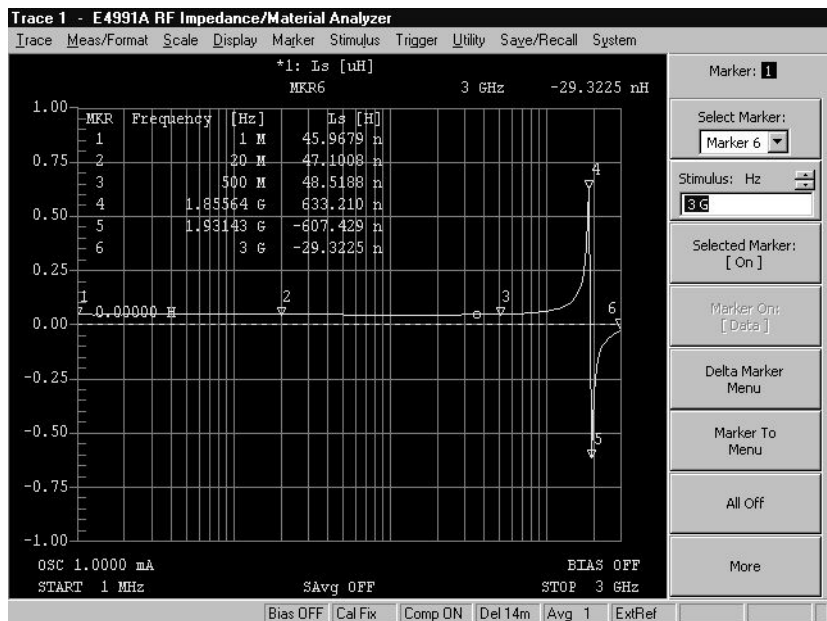 Trace 1 - E4991A RF Impedance/Material Analyzer
Trace Meas/Format Scale Display Marker Stimulus Trigger Utility Save/Recall System
*1: Ls [uH]
MKR6 3 GHz -29.3225 nH
MKR Frequency [Hz] Ls [H]
1 1 M 45.9679 n
2 20 M 47.1008 n
3 500 M 48.5188 n
4 1.85564 G 633.210 n
5 1.93143 G -607.429 n
6 3 G -29.3225 n
1.00
0.75
0.50
0.25
0.00
-0.25
-0.50
-0.75
-1.00
0.00000 H
1
2
3
4
5
6
OSC 1.0000 mA BIAS OFF
START 1 MHz SAvg OFF STOP 3 GHz
Marker: 1
Select Marker:
Marker 6
Stimulus: Hz
3 G
Selected Marker:
[ On ]
Marker On:
[ Data ]
Delta Marker
Menu
Marker To
Menu
All Off
More
Bias OFF Cal Fix Comp ON Del 14m Avg 1 ExtRef